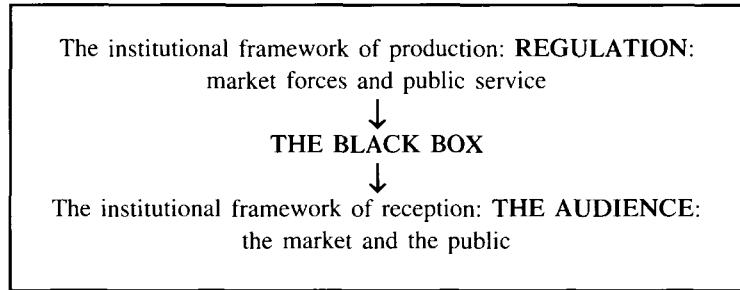 The institutional framework of production: REGULATION:
market forces and public service
↓
THE BLACK BOX
↓
The institutional framework of reception: THE AUDIENCE:
the market and the public